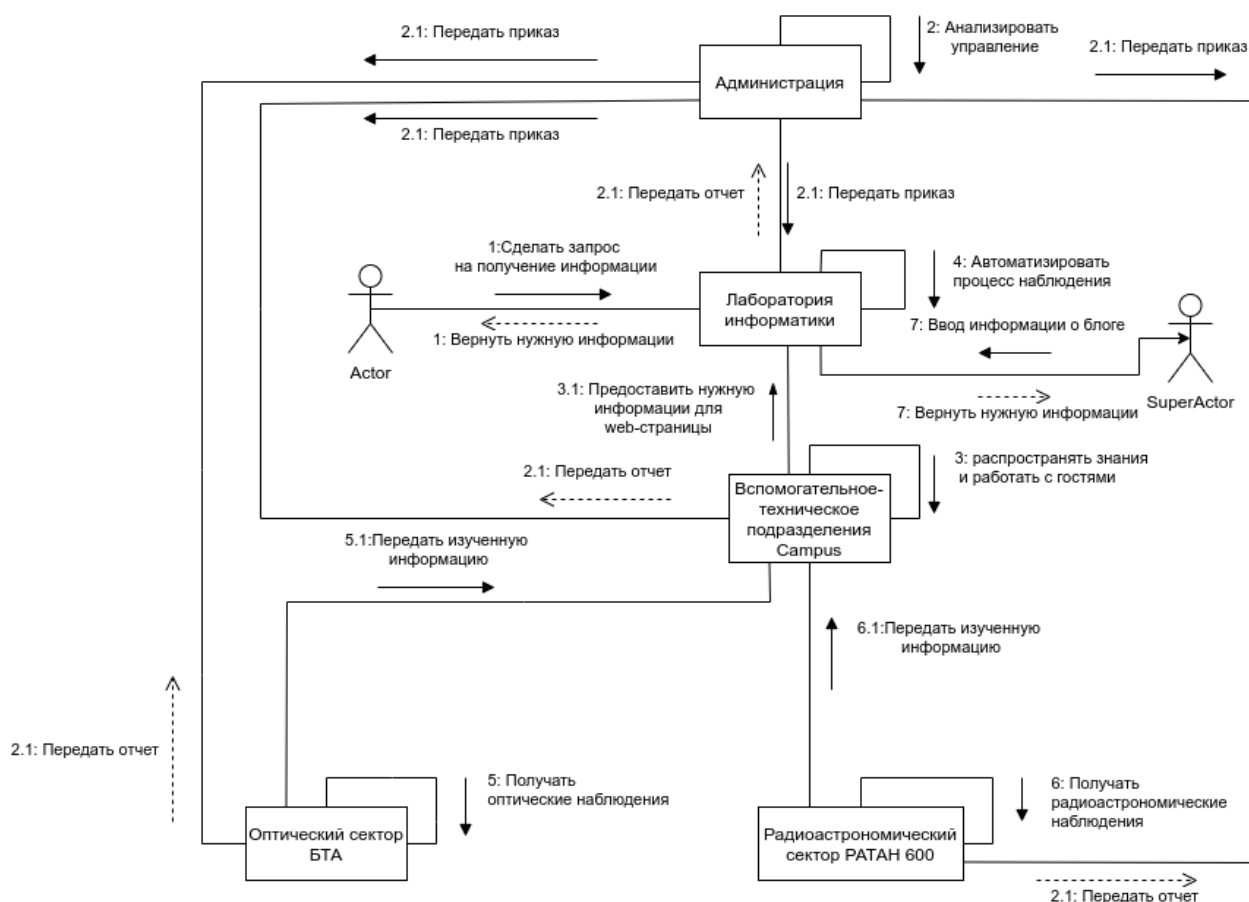 2.1: Передать приказ
2: Анализировать
управление
2.1: Передать приказ
Администрация
2.1: Передать приказ
2.1: Передать отчет
2.1: Передать приказ
1:Сделать запрос
на получение информации
4: Автоматизировать
процесс наблюдения
Лаборатория
информатики
7: Ввод информации о блоге
1: Вернуть нужную информации
Actor
3.1: Предоставить нужную
информации для
web-страницы
7: Вернуть нужную информации
SuperActor
2.1: Передать отчет
3: распространять знания
и работать с гостями
Вспомогательное-
техническое
подразделения
Campus
5.1:Передать изученную
информацию
6.1:Передать изученную
информацию
2.1: Передать отчет
5: Получать
оптические наблюдения
6: Получать
радиоастрономические
наблюдения
Оптический сектор
БТА
Радиоастрономический
сектор РАТАН 600
2.1: Передать отчет